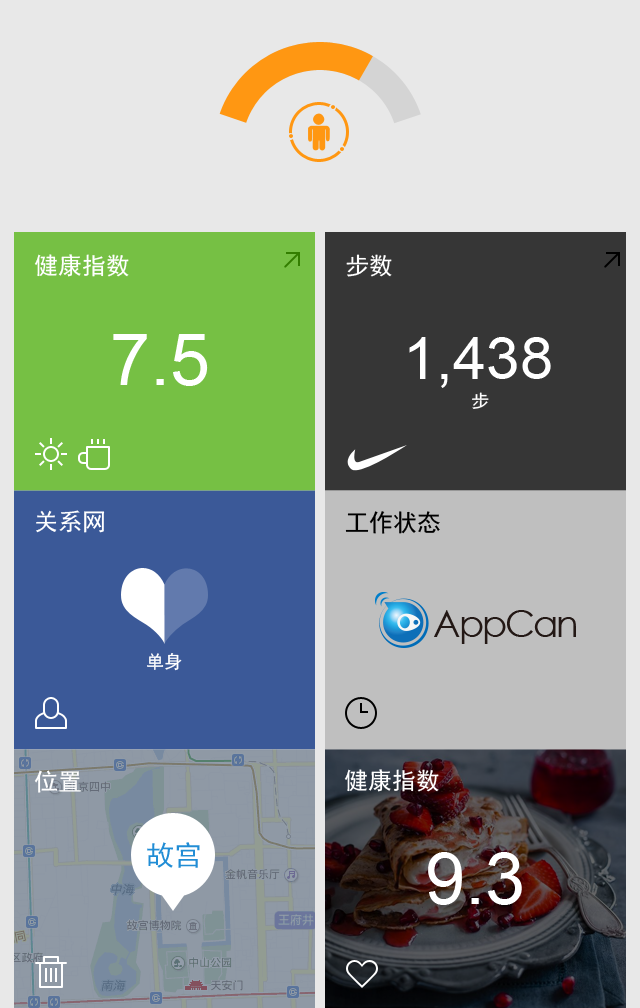 健康指数
7.5
步数
1,438
步
关系网
单身
工作状态
AppCan
位置
京四中
故宫
金帆音乐厅
中海
故宫博物院
王府井
区政府
中山公园
天安门
南海
健康指数
9.3